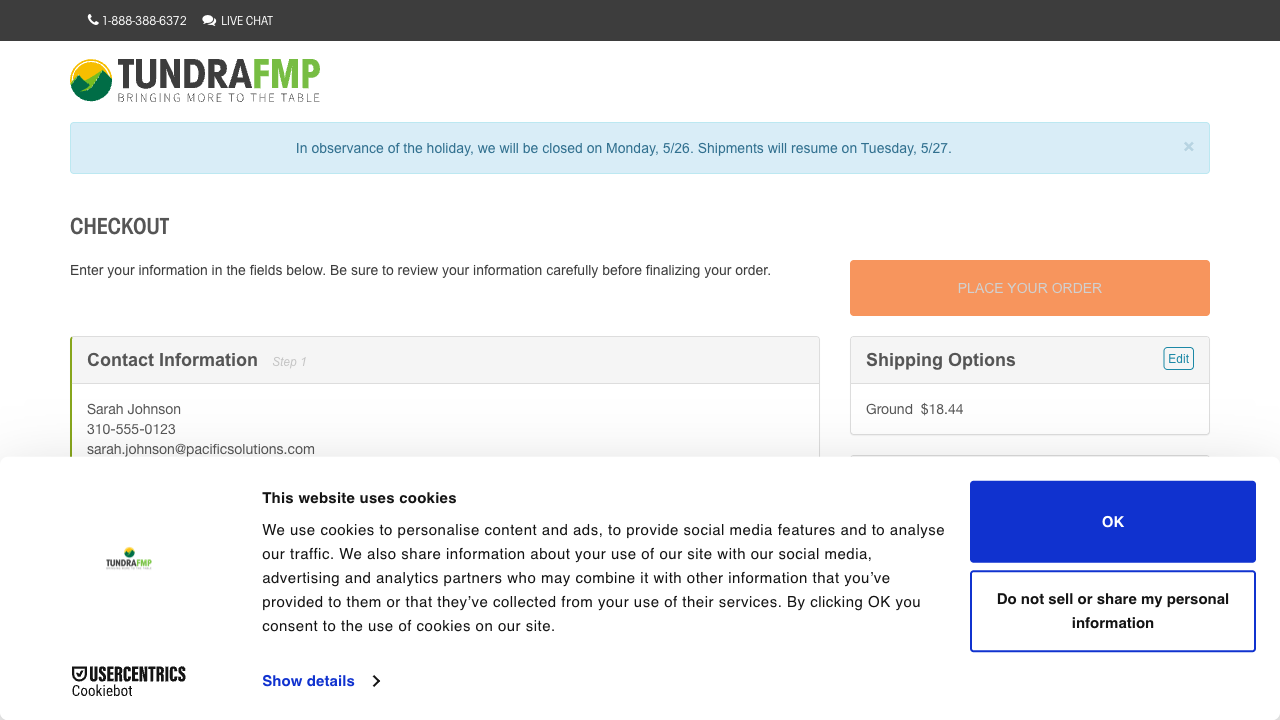 1-888-388-6372 LIVE CHAT
TUNDRAFMP
BRINGING MORE TO THE TABLE
In observance of the holiday, we will be closed on Monday, 5/26. Shipments will resume on Tuesday, 5/27.
×
CHECKOUT
Enter your information in the fields below. Be sure to review your information carefully before finalizing your order.
PLACE YOUR ORDER
Contact Information Step 1
Sarah Johnson
310-555-0123
sarah.johnson@pacificsolutions.com
Shipping Options Edit
Ground $18.44
TUNDRAFMP
BRINGING MORE TO THE TABLE
This website uses cookies
We use cookies to personalise content and ads, to provide social media features and to analyse
our traffic. We also share information about your use of our site with our social media,
advertising and analytics partners who may combine it with other information that you've
provided to them or that they've collected from your use of their services. By clicking OK you
consent to the use of cookies on our site.
OK
Do not sell or share my personal
information
USERCENTRICS
Cookiebot
Show details